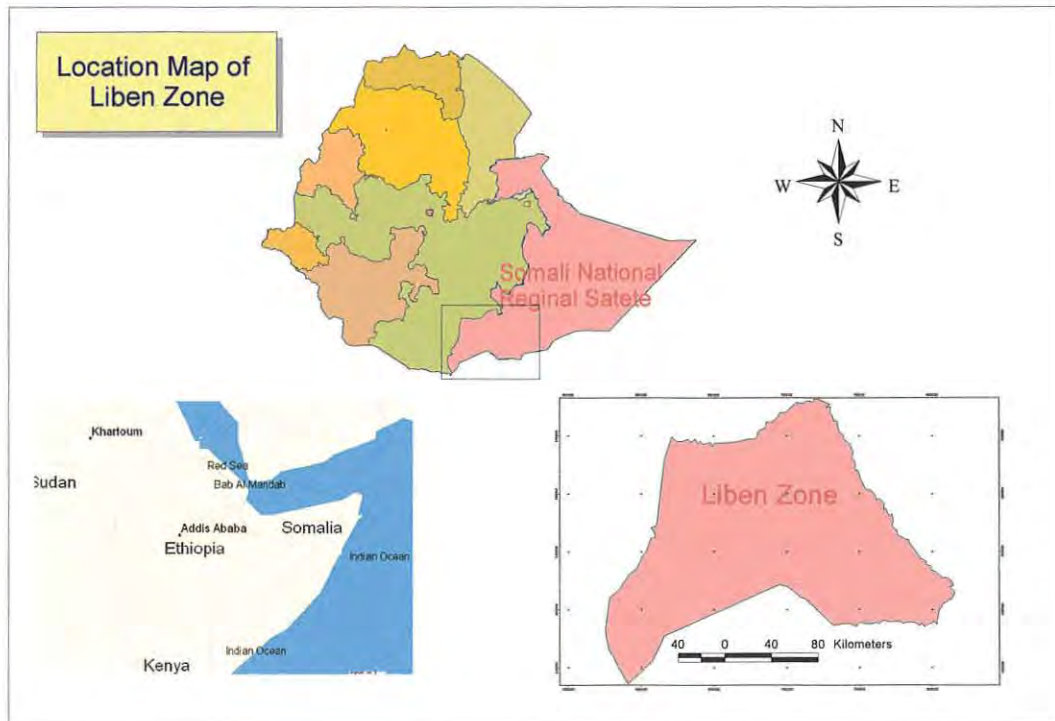 Location Map of
Liben Zone
N
W E
S
Somali National
Reginal Satete
Khartoum
Red Sea
Sudan
Bab Al Mandab
Addis Ababa
Somalia
Ethiopia
Indian Ocean
Indian Ocean
Kenya
Liben Zone
40 0 40 80 Kilometers